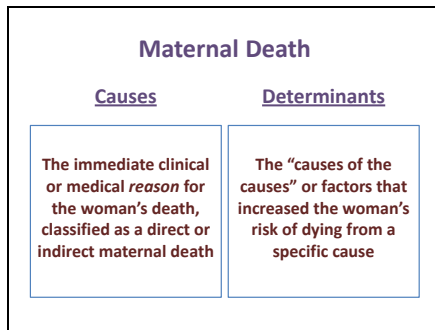 Maternal Death
Causes
Determinants
The immediate clinical
or medical reason for
the woman's death,
classified as a direct or
indirect maternal death
The “causes of the
causes” or factors that
increased the woman's
risk of dying from a
specific cause